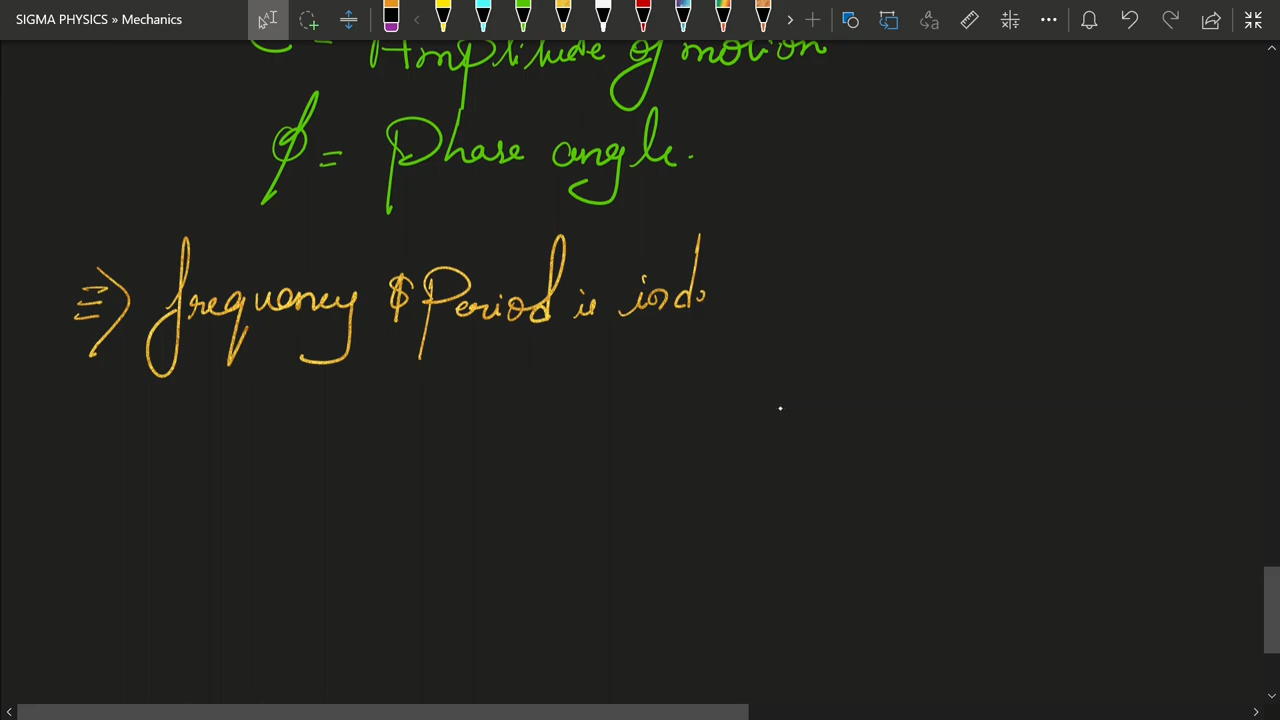 SIGMA PHYSICS » Mechanics
C = Amplitude of motion
φ = Phase angle.
⇒ frequency & Period is ind